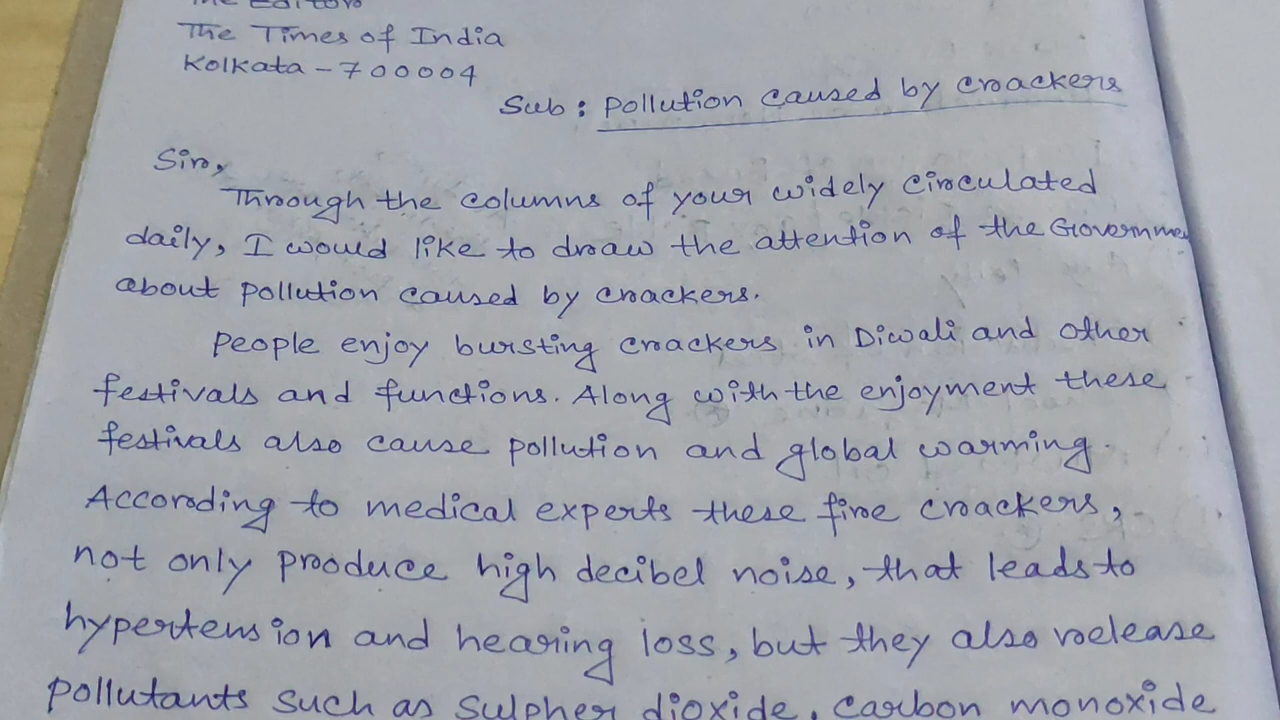 The Editor
The Times of India
Kolkata - 700004
Sub: Pollution caused by crackers
Sir,
Through the columns of your widely circulated
daily, I would like to draw the attention of the Governme
about pollution caused by crackers.
People enjoy bursting crackers in Diwali and other
festivals and functions. Along with the enjoyment these
festivals also cause pollution and global warming.
According to medical experts these fire crackers,
not only produce high decibel noise, that leads to
hypertension and hearing loss, but they also release
pollutants such as sulpher dioxide, carbon monoxide